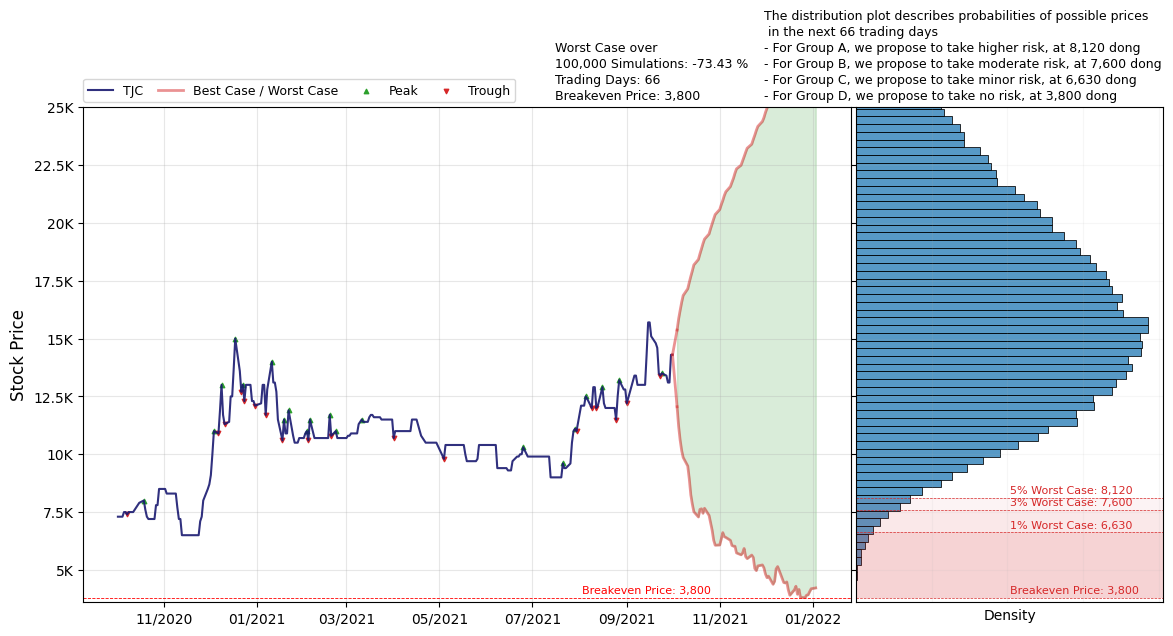 The distribution plot describes probabilities of possible prices
in the next 66 trading days
- For Group A, we propose to take higher risk, at 8,120 dong
- For Group B, we propose to take moderate risk, at 7,600 dong
- For Group C, we propose to take minor risk, at 6,630 dong
- For Group D, we propose to take no risk, at 3,800 dong
Worst Case over
100,000 Simulations: -73.43 %
Trading Days: 66
Breakeven Price: 3,800
TJC
Best Case / Worst Case
Peak
Trough
Stock Price
25K
22.5K
20K
17.5K
15K
12.5K
10K
7.5K
5K
Breakeven Price: 3,800
11/2020
01/2021
03/2021
05/2021
07/2021
09/2021
11/2021
01/2022
5% Worst Case: 8,120
3% Worst Case: 7,600
1% Worst Case: 6,630
Breakeven Price: 3,800
Density